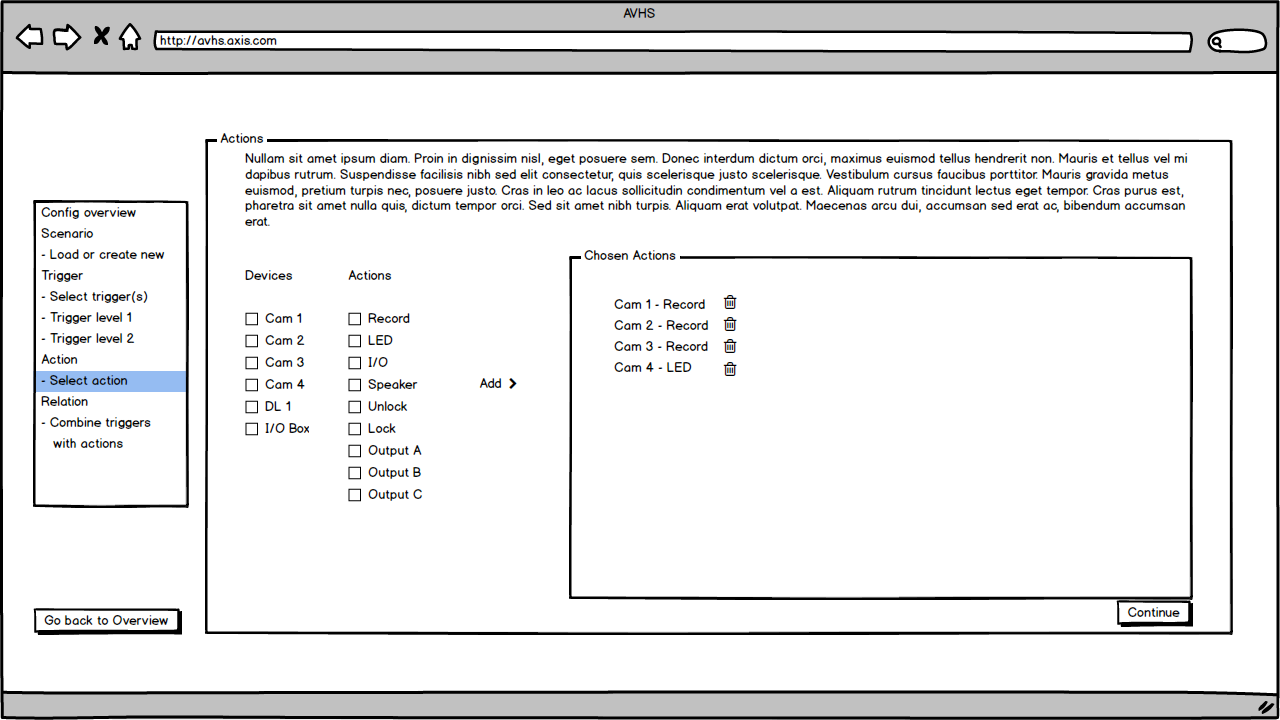 AVHS
http://avhs.axis.com
Config overview
Scenario
- Load or create new
Trigger
- Select trigger(s)
- Trigger level 1
- Trigger level 2
Action
- Select action
Relation
- Combine triggers
with actions
Go back to Overview
Actions
Nullam sit amet ipsum diam. Proin in dignissim nisl, eget posuere sem. Donec interdum dictum orci, maximus euismod tellus hendrerit non. Mauris et tellus vel mi
dapibus rutrum. Suspendisse facilisis nibh sed elit consectetur, quis scelerisque justo scelerisque. Vestibulum cursus faucibus porttitor. Mauris gravida metus
euismod, pretium turpis nec, posuere justo. Cras in leo ac lacus sollicitudin condimentum vel a est. Aliquam rutrum tincidunt lectus eget tempor. Cras purus est,
pharetra sit amet nulla quis, dictum tempor orci. Sed sit amet nibh turpis. Aliquam erat volutpat. Maecenas arcu dui, accumsan sed erat ac, bibendum accumsan
erat.
Devices
Cam 1
Cam 2
Cam 3
Cam 4
DL 1
I/O Box
Actions
Record
LED
I/O
Speaker
Unlock
Lock
Output A
Output B
Output C
Add
Chosen Actions
Cam 1 - Record
Cam 2 - Record
Cam 3 - Record
Cam 4 - LED
Continue